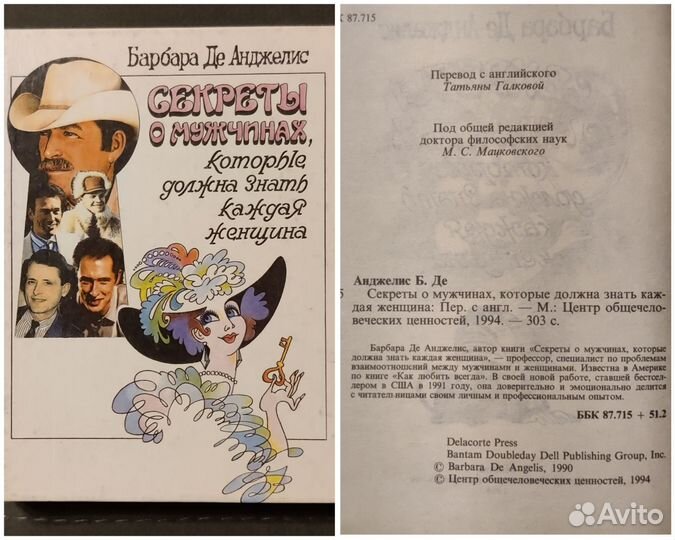 Барбара Де Анджелис
СЕКРЕТЫ
О МУЖЧИНАХ,
которые
должна знать
каждая
женщина
К 87.715
Перевод с английского
Татьяны Галковой
Под общей редакцией
доктора философских наук
М. С. Мацковского
Анджелис Б. Де
Секреты о мужчинах, которые должна знать каж-
дая женщина: Пер. с англ. — М.: Центр общечело-
веческих ценностей, 1994. — 303 с.
Барбара Де Анджелис, автор книги «Секреты о мужчинах, которые
должна знать каждая женщина», — профессор, специалист по проблемам
взаимоотношений между мужчинами и женщинами. Известна в Америке
по книге «Как любить всегда». В своей новой работе, ставшей бестсел-
лером в США в 1991 году, она доверительно и эмоционально делится
с читательницами своим личным и профессиональным опытом.
ББК 87.715 + 51.2
Delacorte Press
Bantam Doubleday Dell Publishing Group, Inc.
© Barbara De Angelis, 1990
© Центр общечеловеческих ценностей, 1994
Avito